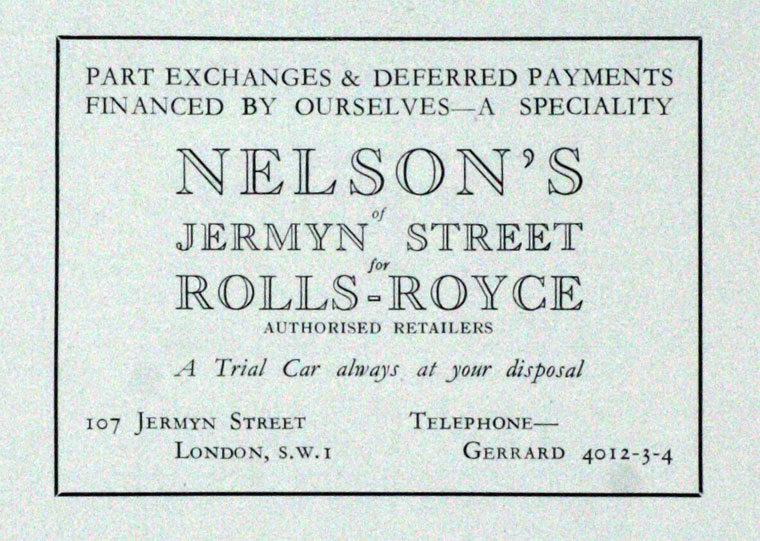 PART EXCHANGES & DEFERRED PAYMENTS
FINANCED BY OURSELVES—A SPECIALITY
NELSON'S
of
JERMYN STREET
for
ROLLS-ROYCE
AUTHORISED RETAILERS
A Trial Car always at your disposal
107 JERMYN STREET
LONDON, S.W.1
TELEPHONE—
GERRARD 4012-3-4